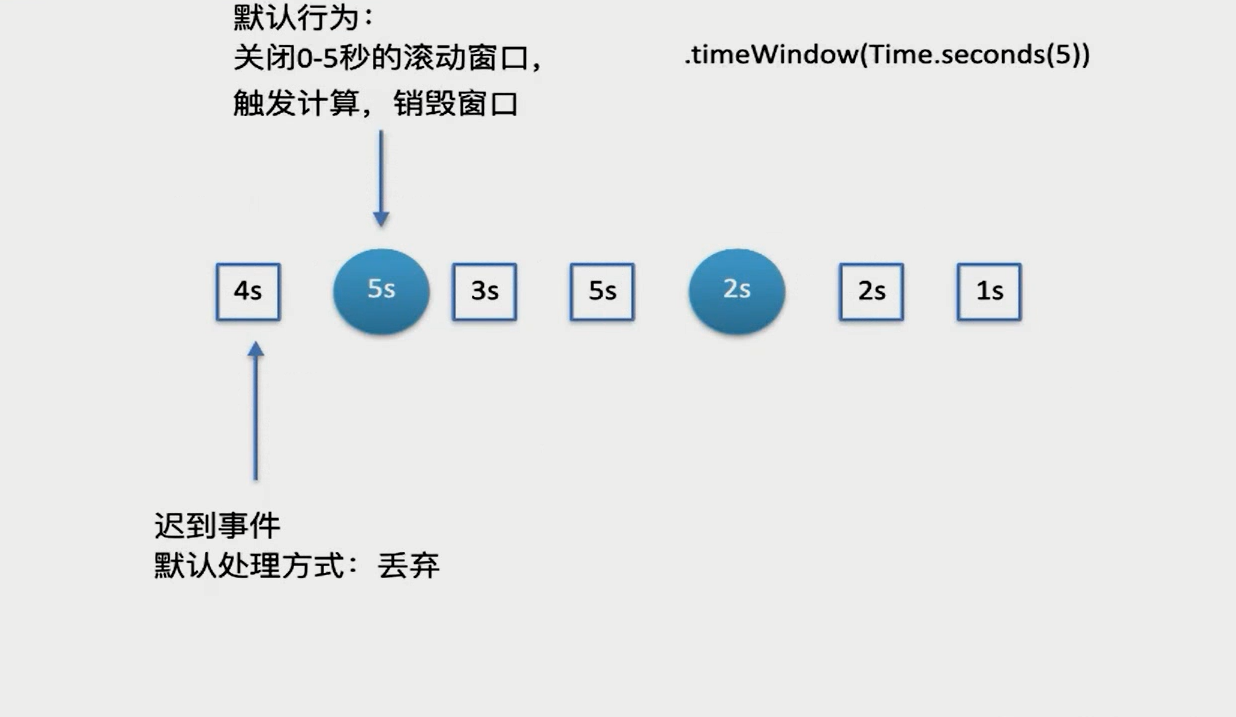 默认行为：
关闭0-5秒的滚动窗口，
触发计算，销毁窗口
.timeWindow(Time.seconds(5))
4s
5s
3s
5s
2s
2s
1s
迟到事件
默认处理方式：丢弃